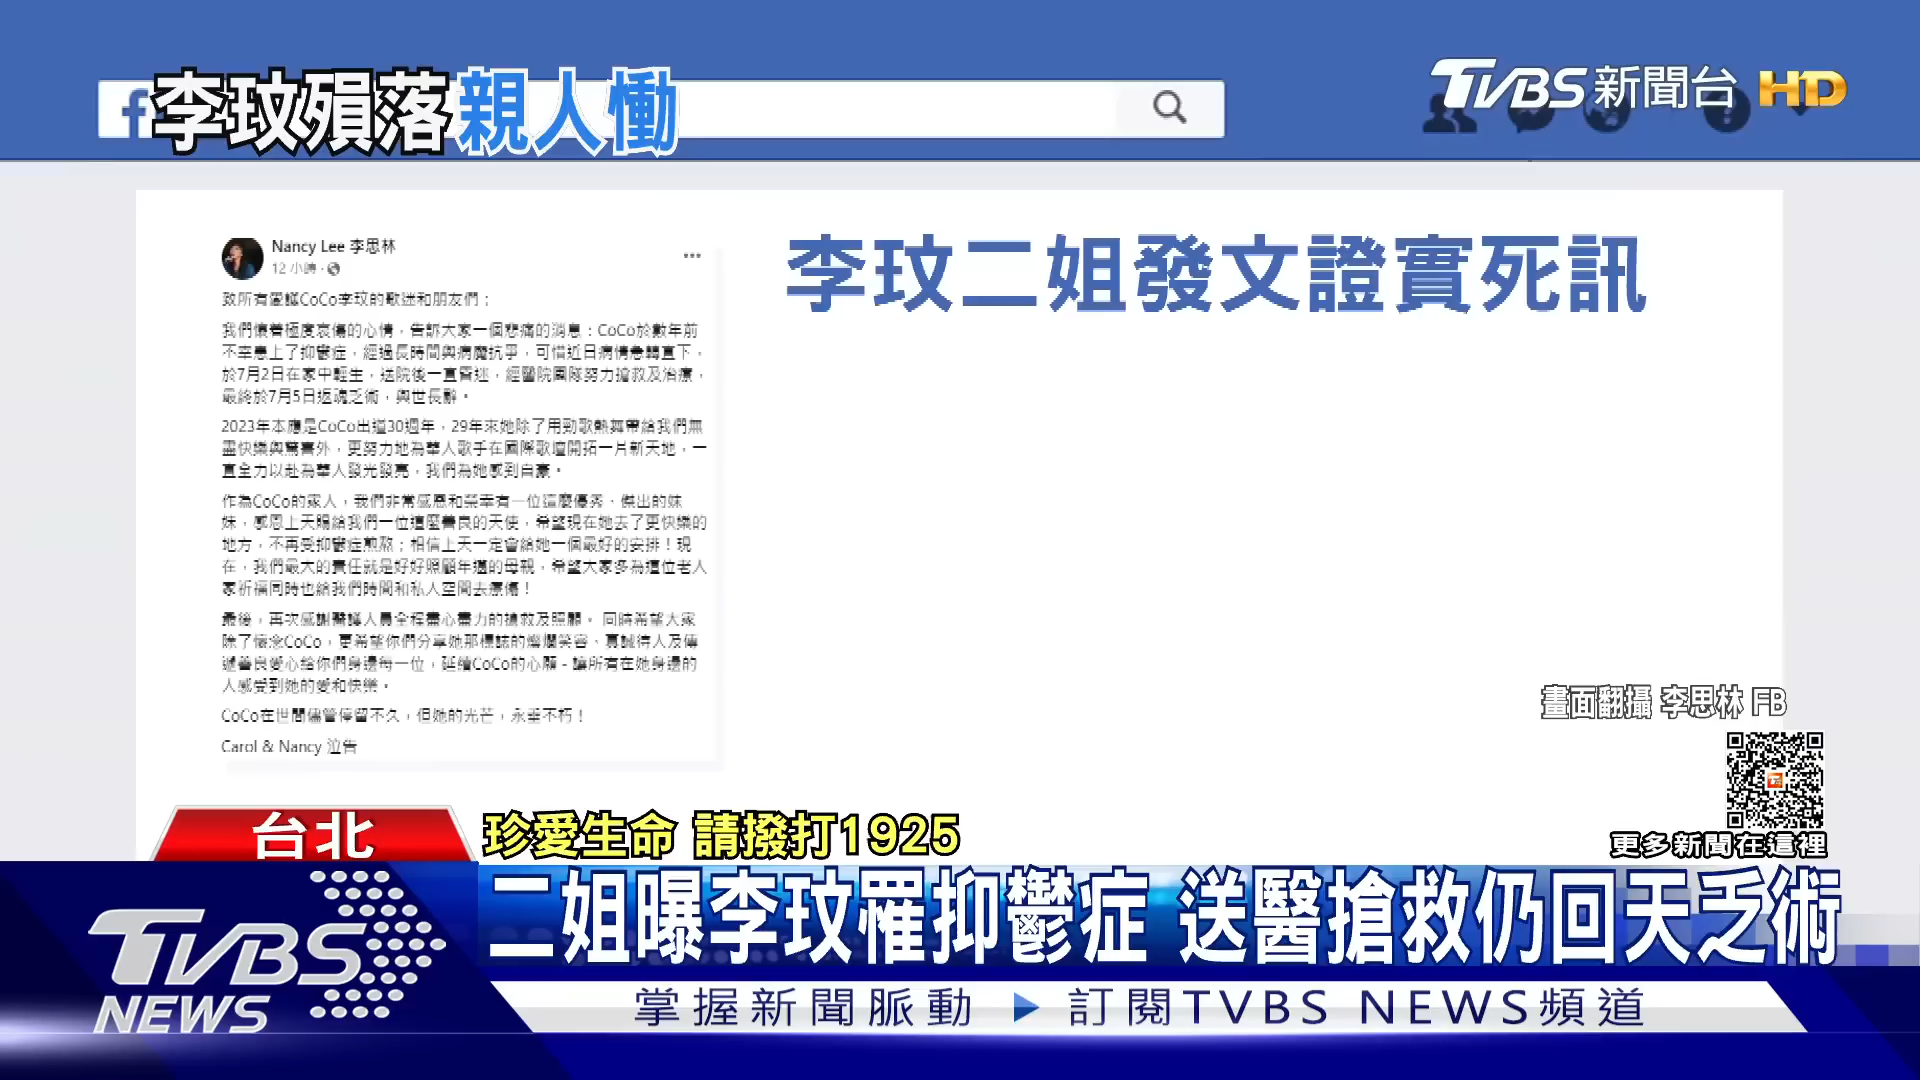 李玟殞落親人慟
TVBS新聞台 HD
李玟二姐發文證實死訊
Nancy Lee 李思林
12 小時
致所有愛護CoCo李玟的歌迷和朋友們；
我們懷着極度哀傷的心情，告訴大家一個悲痛的消息：CoCo於數年前
不幸患上了抑鬱症，經過長時間與病魔抗爭，可惜近日病情急轉直下，
於7月2日在家中輕生，送院後一直昏迷，經醫院團隊努力搶救及治療，
最終於7月5日返魂乏術，與世長辭。
2023年本應是CoCo出道30週年，29年來她除了用勁歌熱舞帶給我們無
盡快樂與驚喜外，更努力地為華人歌手在國際歌壇開拓一片新天地，一
直全力以赴為華人發光發亮，我們為她感到自豪。
作為CoCo的家人，我們非常感恩和榮幸有一位這麼優秀、傑出的妹
妹，感恩上天賜給我們一位這麼善良的天使，希望現在她去了更快樂的
地方，不再受抑鬱症煎熬；相信上天一定會給她一個最好的安排！現
在，我們最大的責任就是好好照顧年邁的母親，希望大家多為這位老人
家祈福同時也給我們時間和私人空間去療傷！
最後，再次感謝醫護人員全程盡心盡力的搶救及照顧。 同時希望大家
除了懷念CoCo，更希望你們分享她那標誌的燦爛笑容、真誠待人及傳
遞善良愛心給你們身邊每一位，延續CoCo的心願 - 讓所有在她身邊的
人感受到她的愛和快樂。
CoCo在世間儘管停留不久，但她的光芒，永垂不朽！
Carol & Nancy 泣告
畫面翻攝 李思林 FB
更多新聞在這裡
台北
珍愛生命 請撥打1925
二姐曝李玟罹抑鬱症 送醫搶救仍回天乏術
TVBS NEWS
掌握新聞脈動 訂閱TVBS NEWS頻道